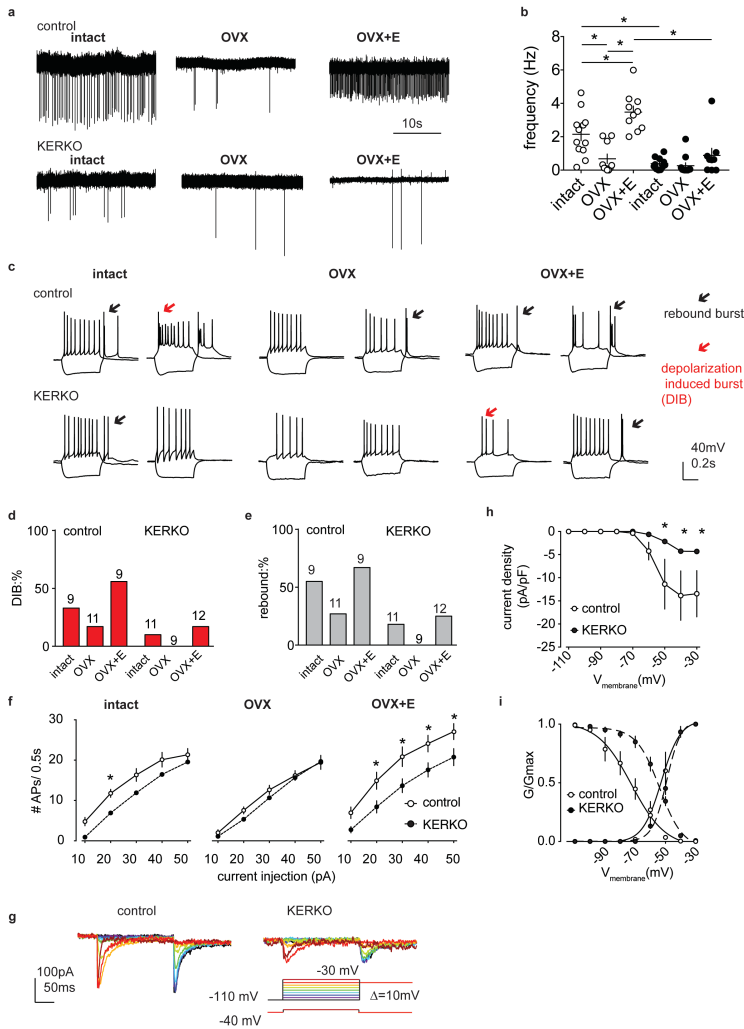 a
control
intact OVX OVX+E
10s
KERKO
intact OVX OVX+E
b
frequency (Hz)
* * * * *
6
4
2
0
intact OVX OVX+E intact OVX OVX+E
c
intact OVX OVX+E
control
rebound burst
depolarization
induced burst
(DIB)
KERKO
40mV
0.2s
d
100
control KERKO
DIB:%
50
0
9 11 9 10 9 12
intact OVX OVX+E intact OVX OVX+E
e
100
control KERKO
rebound:%
50
0
9 11 9 11 9 12
intact OVX OVX+E intact OVX OVX+E
h
current density
(pA/pF)
0
-5
-10
-15
-20
-25
* * *
control
KERKO
-110 -90 -70 -50 -30
Vmembrane(mV)
f
intact OVX OVX+E
# APs/ 0.5s
30
20
10
0
* * * * *
control
KERKO
10 20 30 40 50 10 20 30 40 50 10 20 30 40 50
current injection (pA)
i
G/Gmax
1.0
0.5
0.0
control
KERKO
-90 -70 -50 -30
Vmembrane(mV)
g
control KERKO
100pA
50ms
-30 mV
-110 mV
Δ=10mV
-40 mV